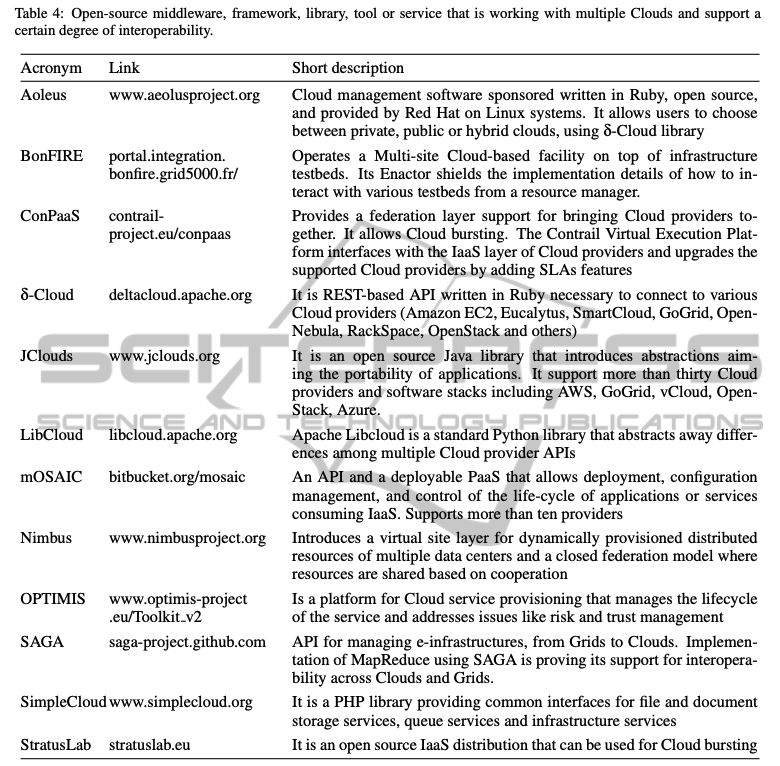 Table 4: Open-source middleware, framework, library, tool or service that is working with multiple Clouds and support a
certain degree of interoperability.
Acronym Link Short description
Aoleus www.aeolusproject.org Cloud management software sponsored written in Ruby, open source,
and provided by Red Hat on Linux systems. It allows users to choose
between private, public or hybrid clouds, using δ-Cloud library
BonFIRE portal.integration. Operates a Multi-site Cloud-based facility on top of infrastructure
bonfire.grid5000.fr/ testbeds. Its Enactor shields the implementation details of how to in-
teract with various testbeds from a resource manager.
ConPaaS contrail- Provides a federation layer support for bringing Cloud providers to-
project.eu/conpaas gether. It allows Cloud bursting. The Contrail Virtual Execution Plat-
form interfaces with the IaaS layer of Cloud providers and upgrades the
supported Cloud providers by adding SLAs features
δ-Cloud deltacloud.apache.org It is REST-based API written in Ruby necessary to connect to various
Cloud providers (Amazon EC2, Eucalytus, SmartCloud, GoGrid, Open-
Nebula, RackSpace, OpenStack and others)
JClouds www.jclouds.org It is an open source Java library that introduces abstractions aim-
ing the portability of applications. It support more than thirty Cloud
providers and software stacks including AWS, GoGrid, vCloud, Open-
Stack, Azure.
SCITEPRESS
SCIENCE AND TECHNOLOGY PUBLICATIONS
LibCloud libcloud.apache.org Apache Libcloud is a standard Python library that abstracts away differ-
ences among multiple Cloud provider APIs
mOSAIC bitbucket.org/mosaic An API and a deployable PaaS that allows deployment, configuration
management, and control of the life-cycle of applications or services
consuming IaaS. Supports more than ten providers
Nimbus www.nimbusproject.org Introduces a virtual site layer for dynamically provisioned distributed
resources of multiple data centers and a closed federation model where
resources are shared based on cooperation
OPTIMIS www.optimis-project Is a platform for Cloud service provisioning that manages the lifecycle
.eu/Toolkit_v2 of the service and addresses issues like risk and trust management
SAGA saga-project.github.com API for managing e-infrastructures, from Grids to Clouds. Implemen-
tation of MapReduce using SAGA is proving its support for interopera-
bility across Clouds and Grids.
SimpleCloud www.simplecloud.org It is a PHP library providing common interfaces for file and document
storage services, queue services and infrastructure services
StratusLab stratuslab.eu It is an open source IaaS distribution that can be used for Cloud bursting